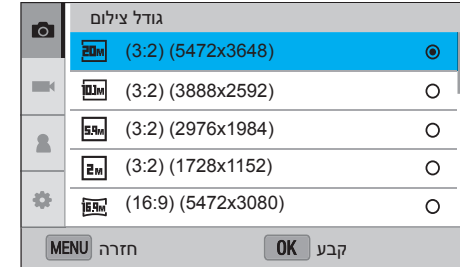 גודל צילום
20M (3:2) (5472x3648)
10.1M (3:2) (3888x2592)
5.9M (3:2) (2976x1984)
2M (3:2) (1728x1152)
16.9M (16:9) (5472x3080)
MENU חזרה OK קבע